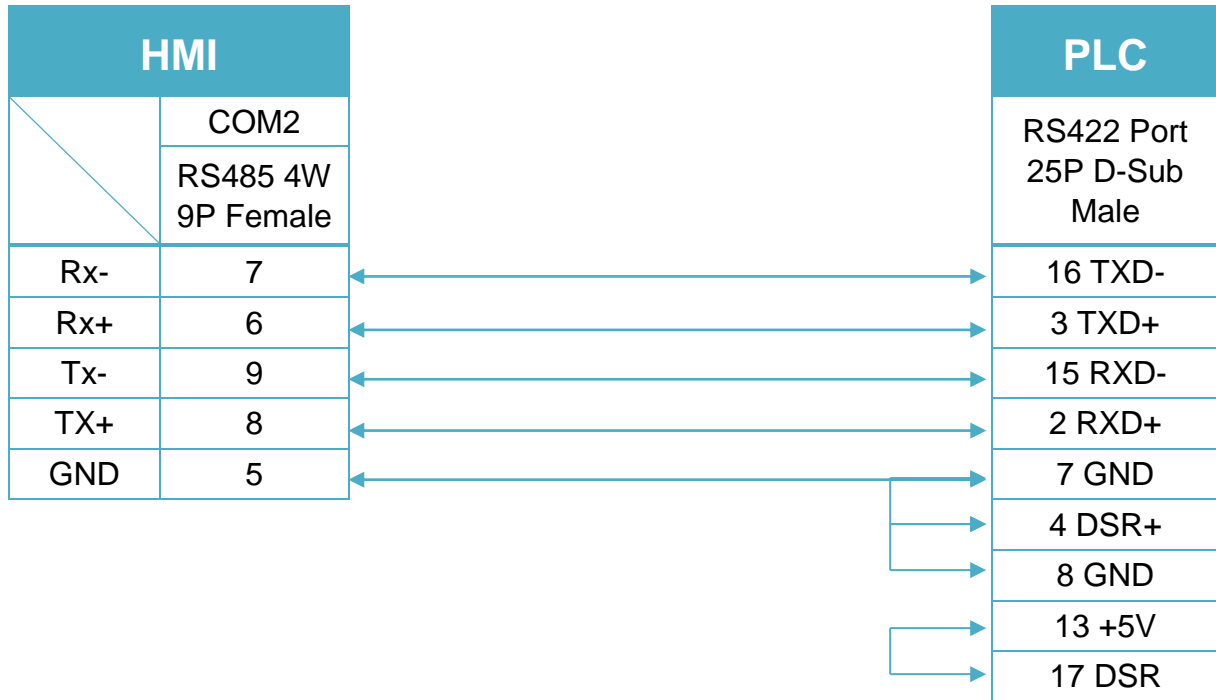 HMI
PLC
COM2
RS485 4W
9P Female
RS422 Port
25P D-Sub
Male
Rx- 7 16 TXD-
Rx+ 6 3 TXD+
Tx- 9 15 RXD-
TX+ 8 2 RXD+
GND 5 7 GND
4 DSR+
8 GND
13 +5V
17 DSR